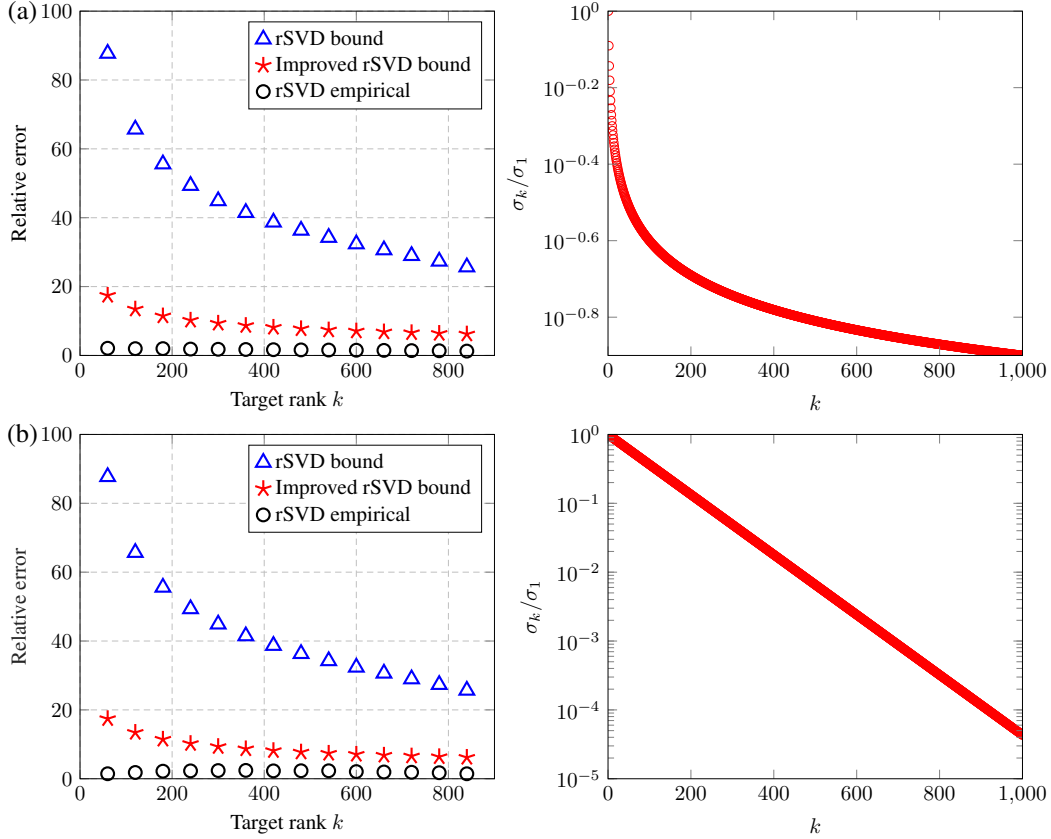 (a)
100
80
60
40
20
0
Relative error
rSVD bound
Improved rSVD bound
rSVD empirical
0 200 400 600 800
Target rank k
10^0
10^−0.2
10^−0.4
10^−0.6
10^−0.8
σ_k/σ_1
0 200 400 600 800 1,000
k
(b)
100
80
60
40
20
0
Relative error
rSVD bound
Improved rSVD bound
rSVD empirical
0 200 400 600 800
Target rank k
10^0
10^−1
10^−2
10^−3
10^−4
10^−5
σ_k/σ_1
0 200 400 600 800 1,000
k